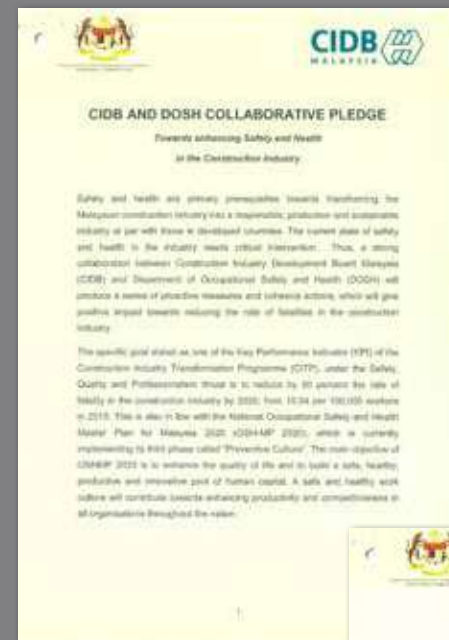 CIDB
MALAYSIA
CIDB AND DOSH COLLABORATIVE PLEDGE
Towards enhancing Safety and Health
in the Construction Industry
Safety and health are primary prerequisites towards transforming the
Malaysian construction industry into a responsible, productive and sustainable
industry at par with those in developed countries. The current state of safety
and health in the industry needs critical intervention. Thus, a strong
collaboration between Construction Industry Development Board Malaysia
(CIDB) and Department of Occupational Safety and Health (DOSH) will
produce a series of proactive measures and cohesive actions, which will give
positive impact towards reducing the rate of fatalities in the construction
industry.
The specific goal stated as one of the Key Performance Indicator (KPI) of the
Construction Industry Transformation Programme (CITP), under the Safety,
Quality and Professionalism thrust is to reduce by 50 percent the rate of
fatality in the construction industry by 2020, from per 100,000 workers
in This is also in line with the National Occupational Safety and Health
Master Plan for Malaysia 2020 (OSH-MP 2020), which is currently
implementing its third phase called "Preventive Culture". The main objective of
OSHMP 2020 is to enhance the quality of life and to build a safe, healthy,
productive and innovative pool of human capital. A safe and healthy work
culture will contribute towards enhancing productivity and competitiveness in
all organisations throughout the nation.
1